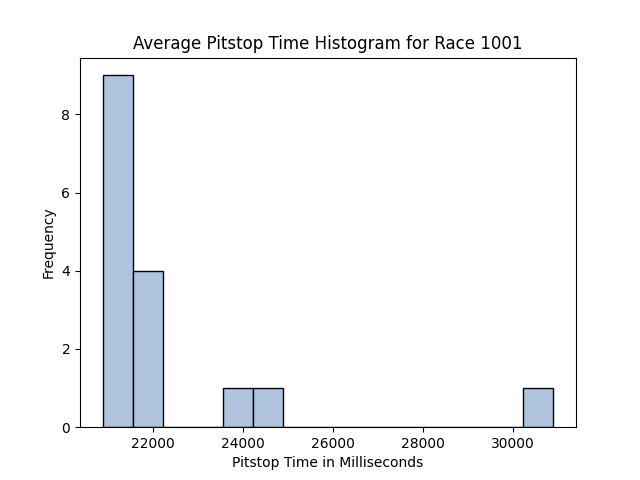 Average Pitstop Time Histogram for Race 1001
8
6
4
2
0
Frequency
22000 24000 26000 28000 30000
Pitstop Time in Milliseconds